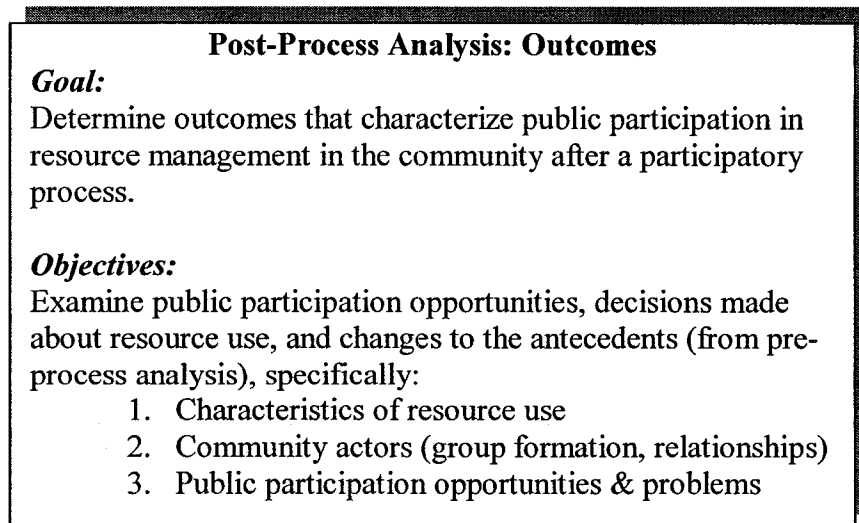 Post-Process Analysis: Outcomes
Goal:
Determine outcomes that characterize public participation in
resource management in the community after a participatory
process.
Objectives:
Examine public participation opportunities, decisions made
about resource use, and changes to the antecedents (from pre-
process analysis), specifically:
1. Characteristics of resource use
2. Community actors (group formation, relationships)
3. Public participation opportunities & problems